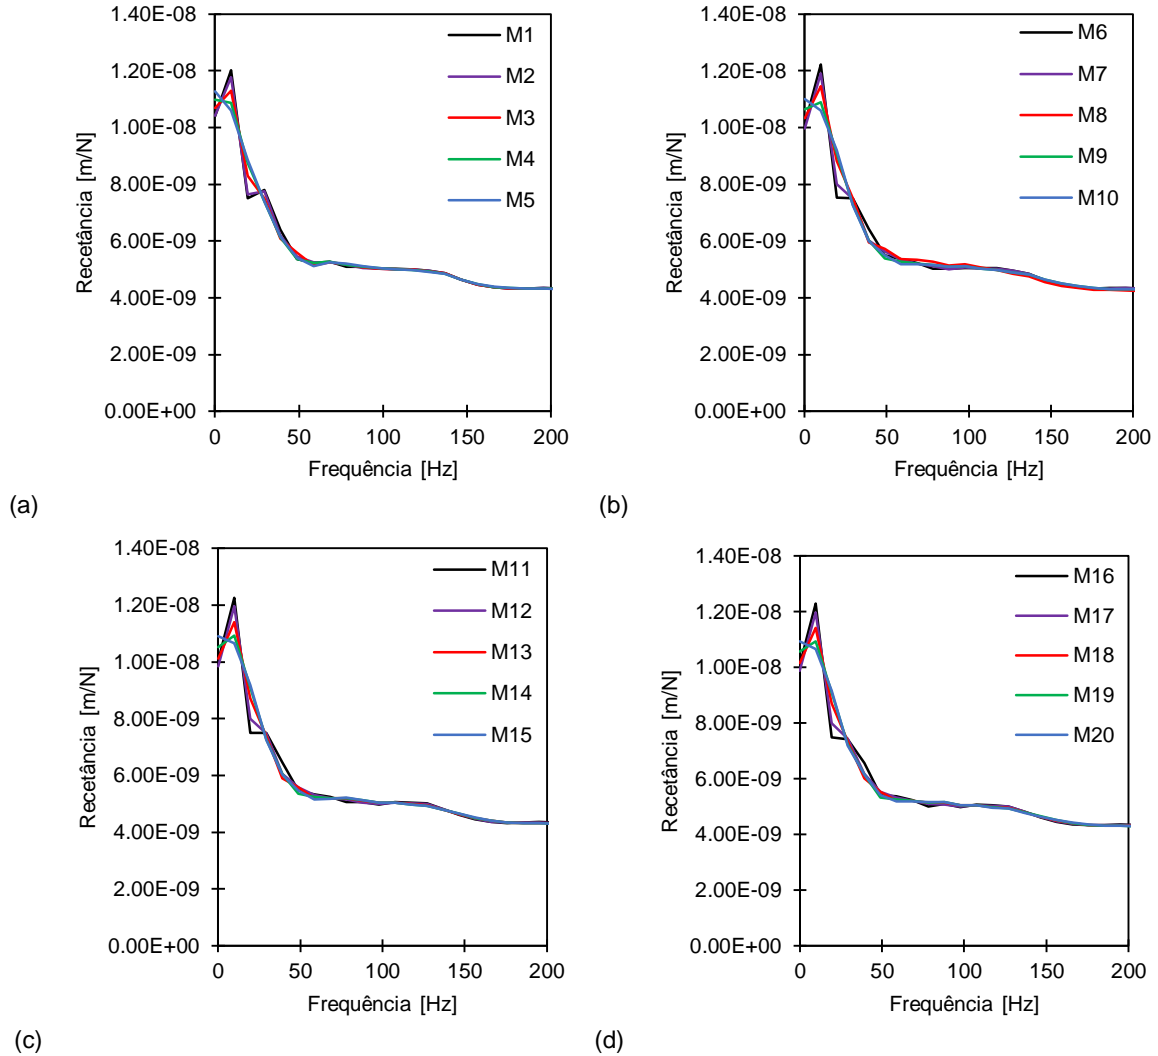 1.40E-08
1.20E-08
1.00E-08
8.00E-09
6.00E-09
4.00E-09
2.00E-09
0.00E+00
Recetância [m/N]
0 50 100 150 200
Frequência [Hz]
M1
M2
M3
M4
M5
(a)
1.40E-08
1.20E-08
1.00E-08
8.00E-09
6.00E-09
4.00E-09
2.00E-09
0.00E+00
Recetância [m/N]
0 50 100 150 200
Frequência [Hz]
M6
M7
M8
M9
M10
(b)
1.40E-08
1.20E-08
1.00E-08
8.00E-09
6.00E-09
4.00E-09
2.00E-09
0.00E+00
Recetância [m/N]
0 50 100 150 200
Frequência [Hz]
M11
M12
M13
M14
M15
(c)
1.40E-08
1.20E-08
1.00E-08
8.00E-09
6.00E-09
4.00E-09
2.00E-09
0.00E+00
Recetância [m/N]
0 50 100 150 200
Frequência [Hz]
M16
M17
M18
M19
M20
(d)